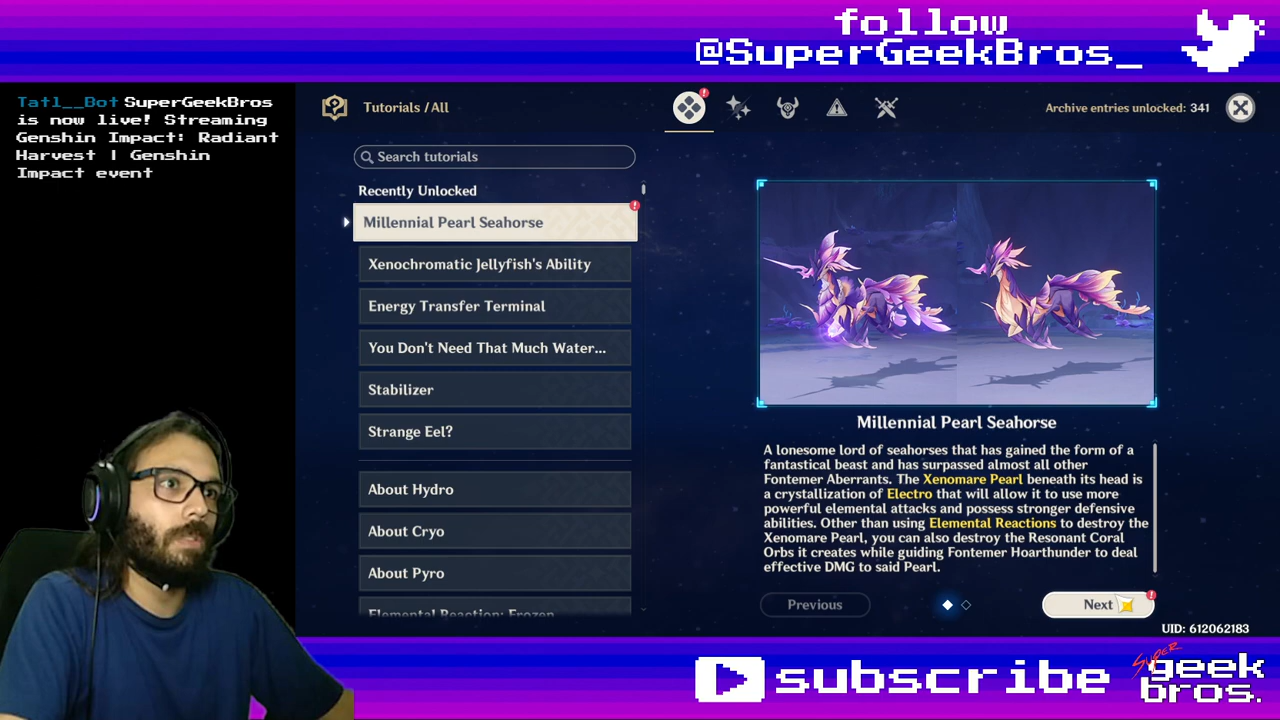 follow
@SuperGeekBros_
Tatl__Bot SuperGeekBros
is now live! Streaming
Genshin Impact: Radiant
Harvest | Genshin
Impact event
Tutorials /All
Archive entries unlocked: 341
Search tutorials
Recently Unlocked
Millennial Pearl Seahorse
Xenochromatic Jellyfish's Ability
Energy Transfer Terminal
You Don't Need That Much Water...
Stabilizer
Strange Eel?
About Hydro
About Cryo
About Pyro
Elemental Reaction: Frozen
Millennial Pearl Seahorse
A lonesome lord of seahorses that has gained the form of a
fantastical beast and has surpassed almost all other
Fontemer Aberrants. The Xenomare Pearl beneath its head is
a crystallization of Electro that will allow it to use more
powerful elemental attacks and possess stronger defensive
abilities. Other than using Elemental Reactions to destroy the
Xenomare Pearl, you can also destroy the Resonant Coral
Orbs it creates while guiding Fontemer Hoarthunder to deal
effective DMG to said Pearl.
Previous
Next
UID: 612062183
subscribe
SUPER
geek
bros.